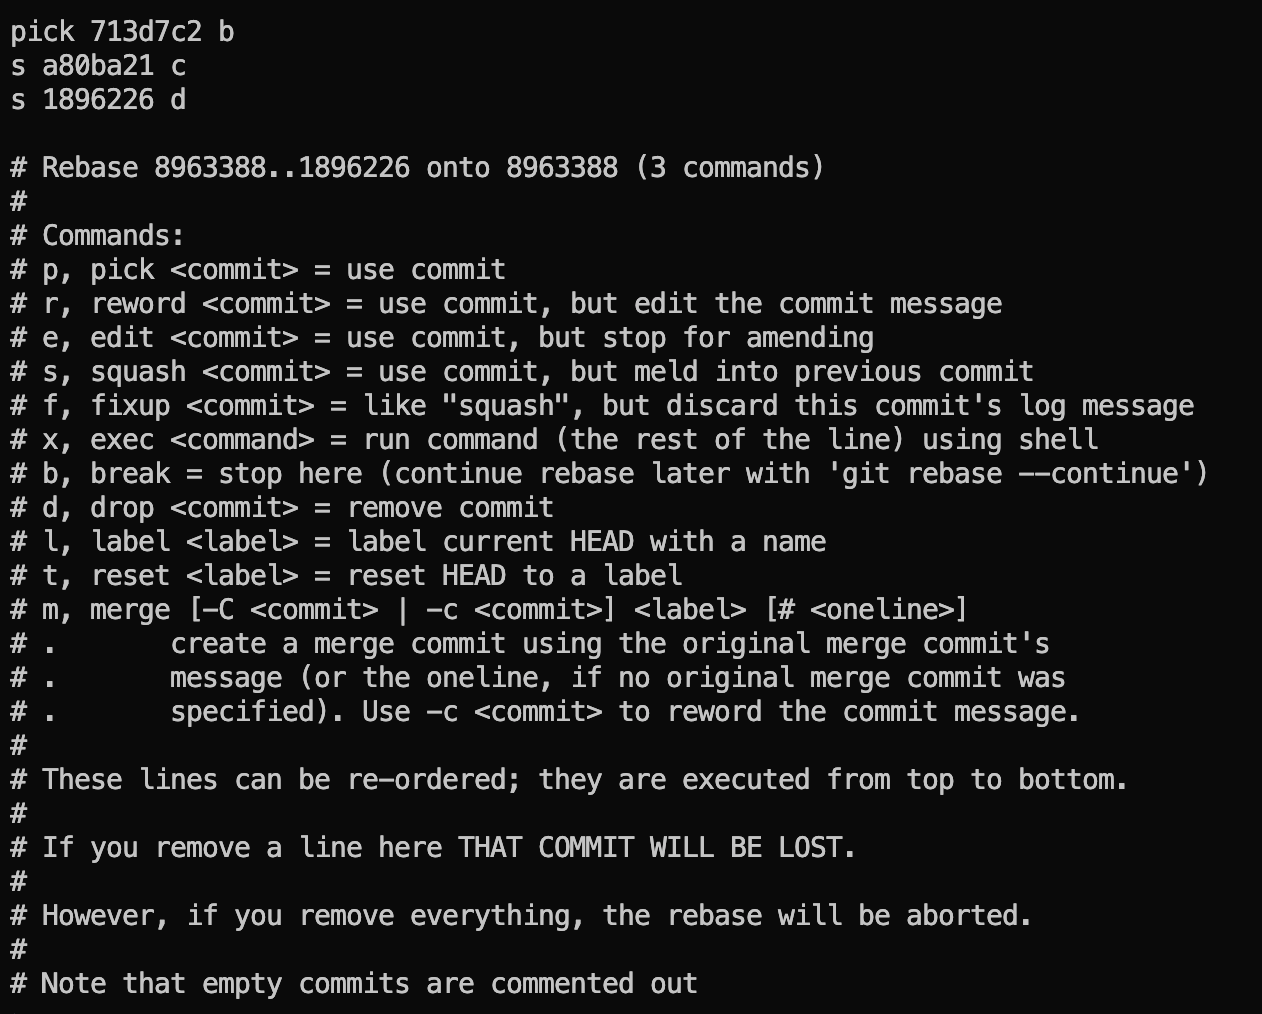 pick 713d7c2 b
s a80ba21 c
s 1896226 d

# Rebase 8963388..1896226 onto 8963388 (3 commands)
#
# Commands:
# p, pick <commit> = use commit
# r, reword <commit> = use commit, but edit the commit message
# e, edit <commit> = use commit, but stop for amending
# s, squash <commit> = use commit, but meld into previous commit
# f, fixup <commit> = like "squash", but discard this commit's log message
# x, exec <command> = run command (the rest of the line) using shell
# b, break = stop here (continue rebase later with 'git rebase --continue')
# d, drop <commit> = remove commit
# l, label <label> = label current HEAD with a name
# t, reset <label> = reset HEAD to a label
# m, merge [-C <commit> | -c <commit>] <label> [# <oneline>]
# .       create a merge commit using the original merge commit's
# .       message (or the oneline, if no original merge commit was
# .       specified). Use -c <commit> to reword the commit message.
#
# These lines can be re-ordered; they are executed from top to bottom.
#
# If you remove a line here THAT COMMIT WILL BE LOST.
#
# However, if you remove everything, the rebase will be aborted.
#
# Note that empty commits are commented out